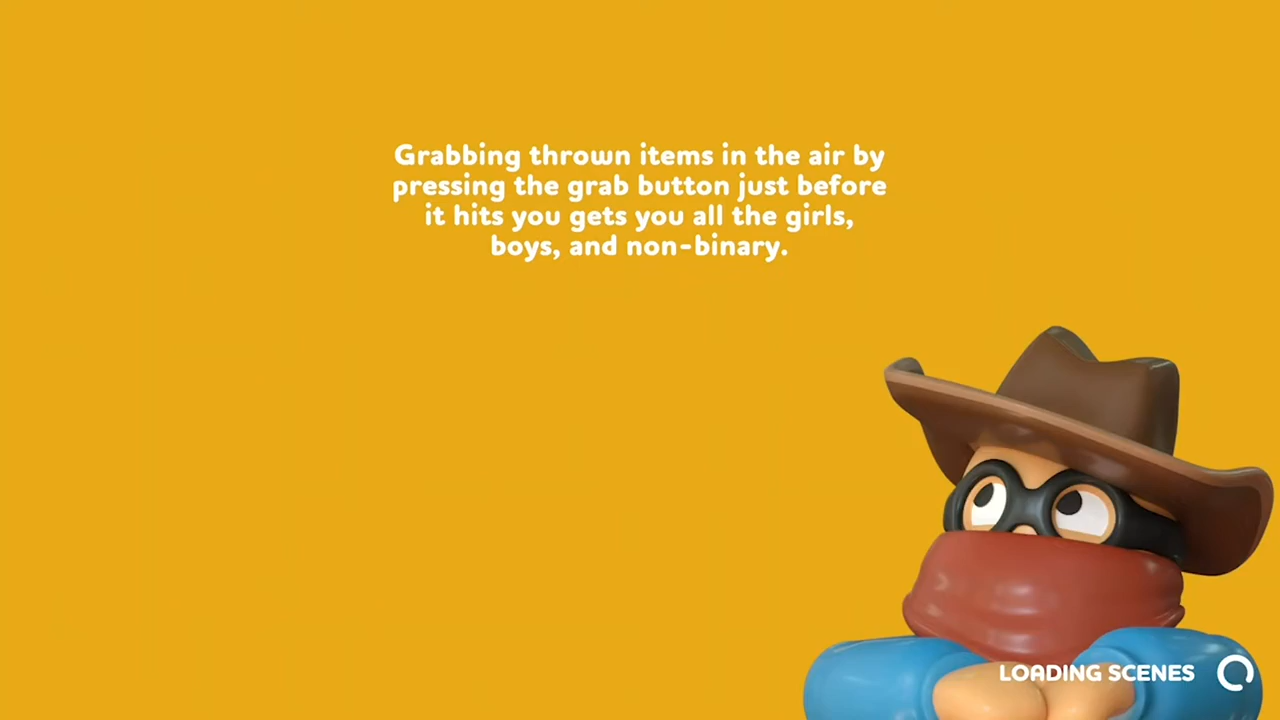 Grabbing thrown items in the air by
pressing the grab button just before
it hits you gets you all the girls,
boys, and non-binary.
LOADING SCENES